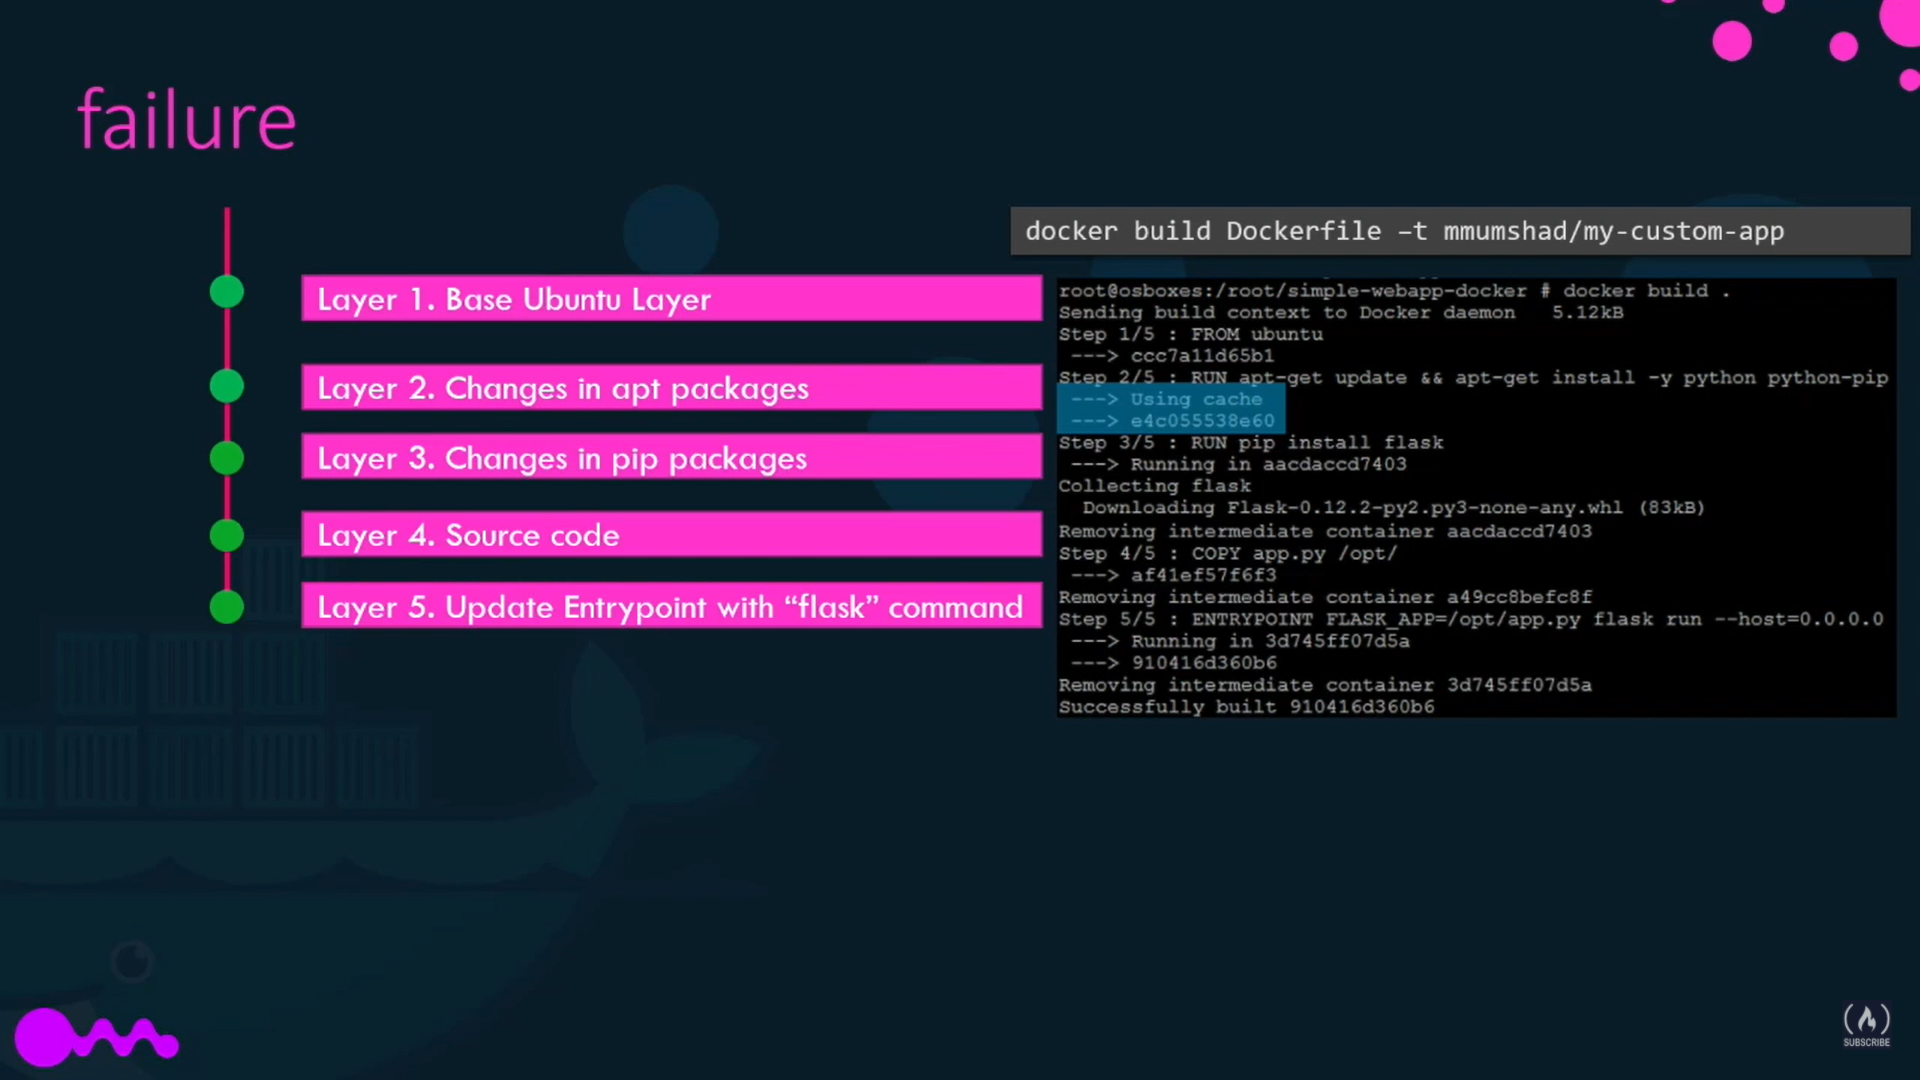 failure
docker build Dockerfile –t mmumshad/my-custom-app
Layer 1. Base Ubuntu Layer
Layer 2. Changes in apt packages
Layer 3. Changes in pip packages
Layer 4. Source code
Layer 5. Update Entrypoint with “flask” command
root@osboxes:/root/simple-webapp-docker # docker build .
Sending build context to Docker daemon 5.12kB
Step 1/5 : FROM ubuntu
---> ccc7a11d65b1
Step 2/5 : RUN apt-get update && apt-get install -y python python-pip
---> Using cache
---> e4c055538e60
Step 3/5 : RUN pip install flask
---> Running in aacdaccd7403
Collecting flask
Downloading Flask-0.12.2-py2.py3-none-any.whl (83kB)
Removing intermediate container aacdaccd7403
Step 4/5 : COPY app.py /opt/
---> af41ef57f6f3
Removing intermediate container a49cc8befc8f
Step 5/5 : ENTRYPOINT FLASK_APP=/opt/app.py flask run --host=0.0.0.0
---> Running in 3d745ff07d5a
---> 910416d360b6
Removing intermediate container 3d745ff07d5a
Successfully built 910416d360b6
SUBSCRIBE